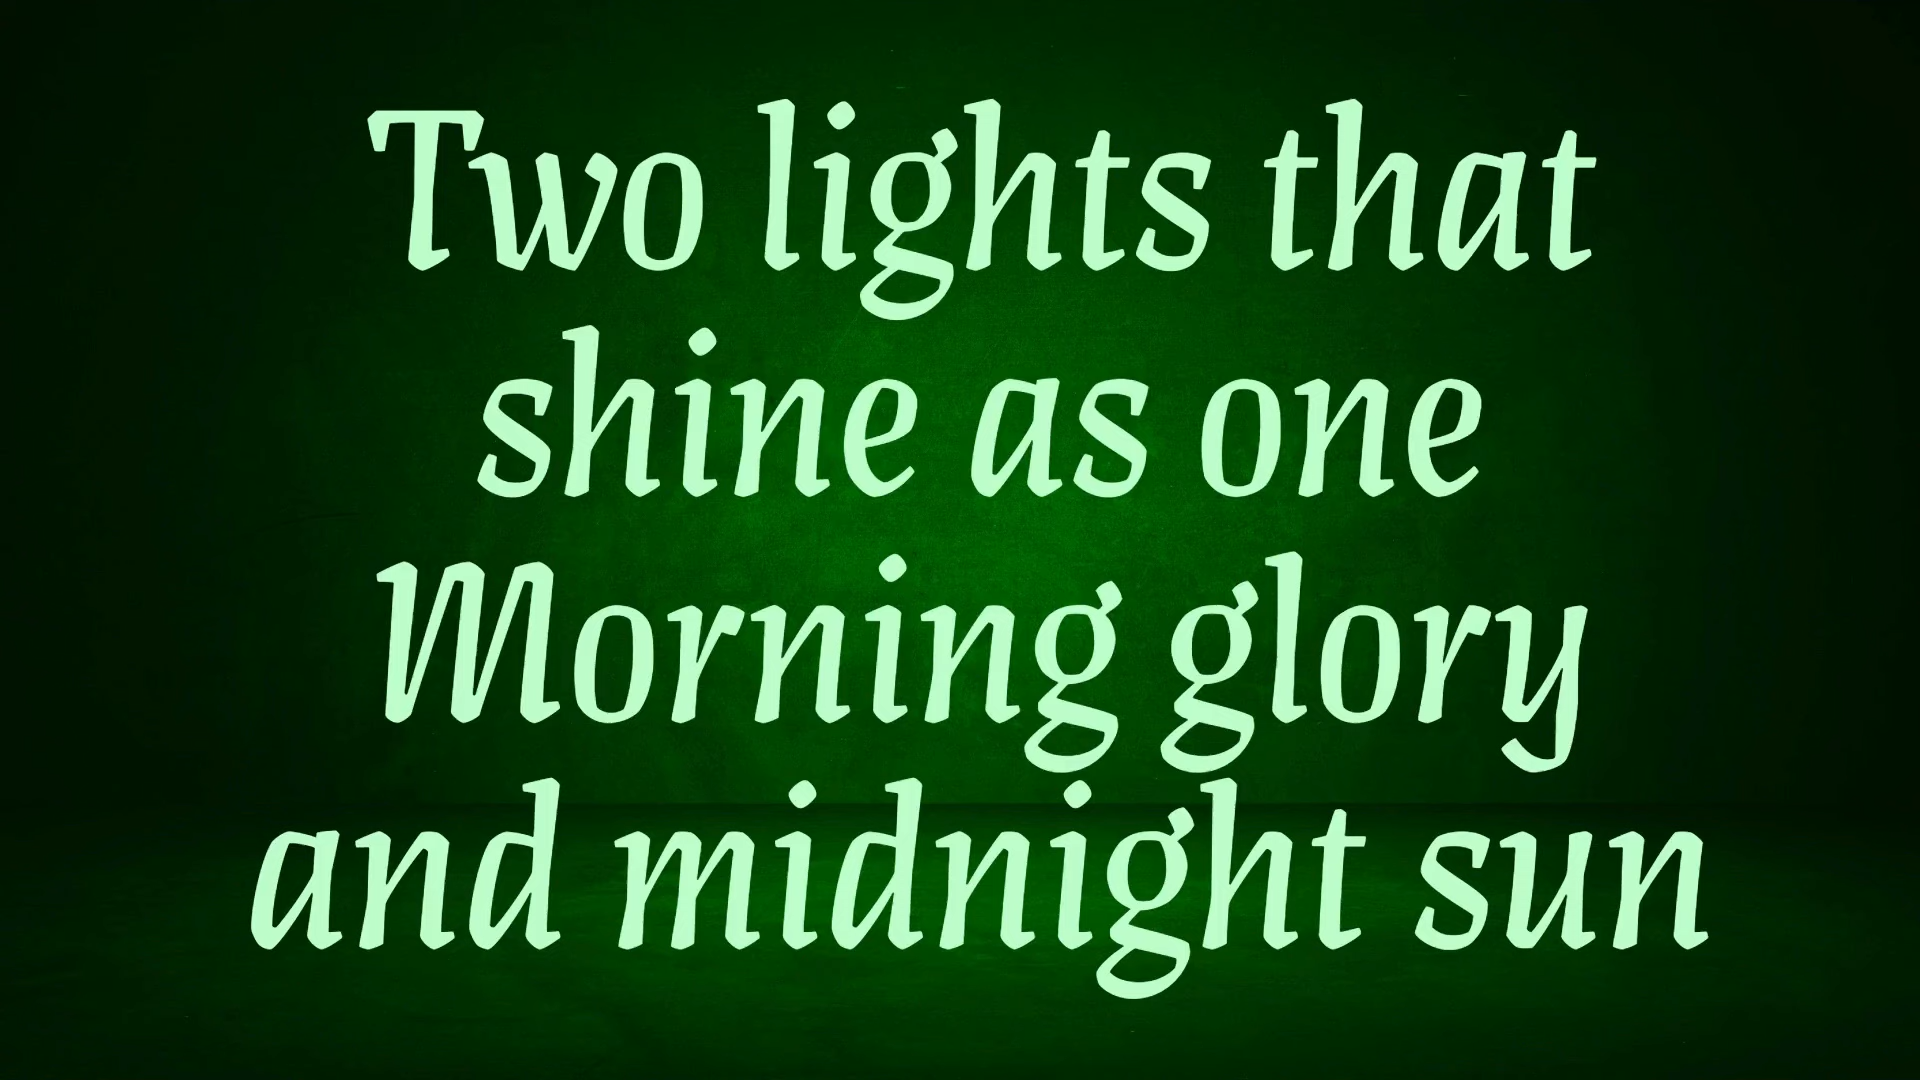 Two lights that
shine as one
Morning glory
and midnight sun